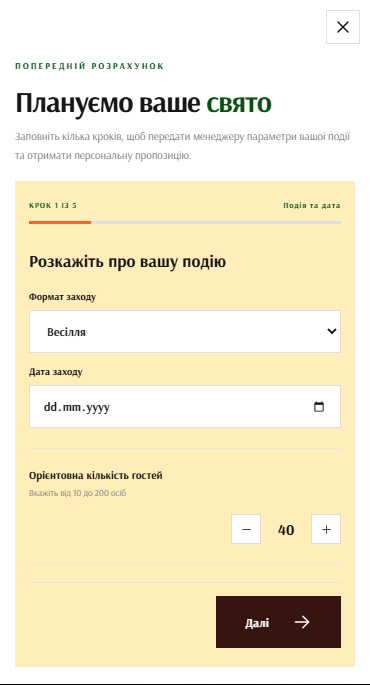 ПОПЕРЕДНІЙ РОЗРАХУНОК
Плануємо ваше свято
Заповніть кілька кроків, щоб передати менеджеру параметри вашої події
та отримати персональну пропозицію.
КРОК 1 ІЗ 5
Подія та дата
Розкажіть про вашу подію
Формат заходу
Весілля
Дата заходу
dd.mm.yyyy
Орієнтовна кількість гостей
Вкажіть від 10 до 200 осіб
− 40 +
Далі